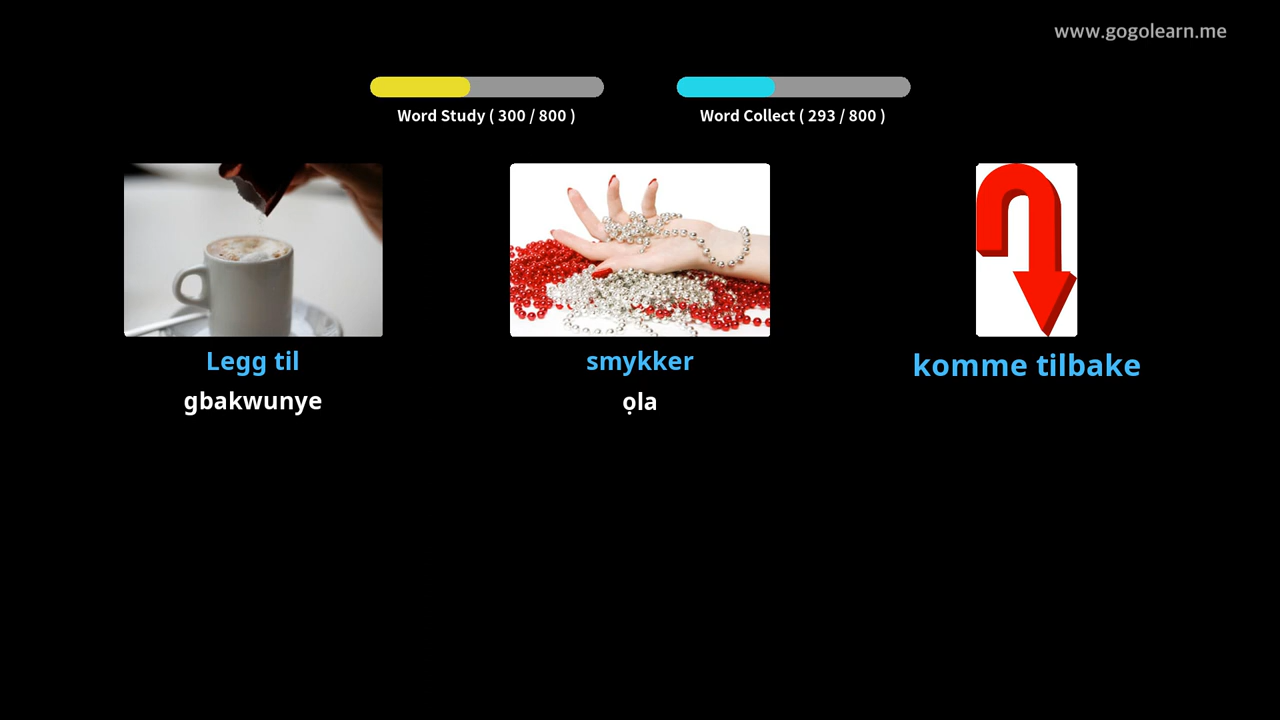 www.gogolearn.me
Word Study ( 300 / 800 )
Word Collect ( 293 / 800 )
Legg til
gbakwunye
smykker
ọla
komme tilbake